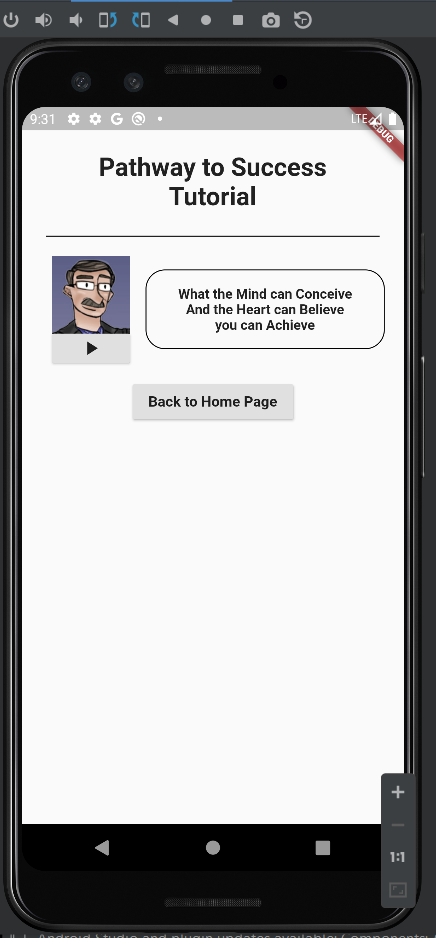 9:31
LTE
DEBUG
Pathway to Success
Tutorial
What the Mind can Conceive
And the Heart can Believe
you can Achieve
Back to Home Page
1:1